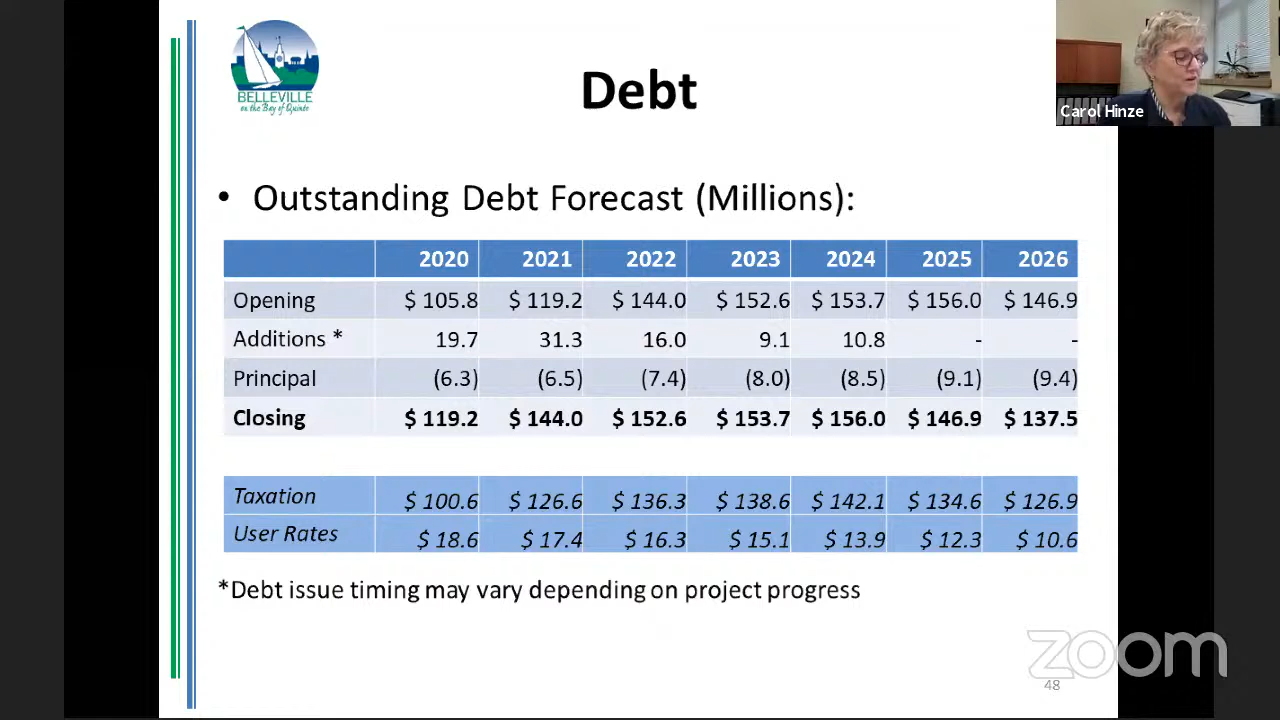 BELLEVILLE
on the Bay of Quinte
Debt
Carol Hinze
• Outstanding Debt Forecast (Millions):
2020 2021 2022 2023 2024 2025 2026
Opening $ 105.8 $ 119.2 $ 144.0 $ 152.6 $ 153.7 $ 156.0 $ 146.9
Additions * 19.7 31.3 16.0 9.1 10.8 - -
Principal (6.3) (6.5) (7.4) (8.0) (8.5) (9.1) (9.4)
Closing $ 119.2 $ 144.0 $ 152.6 $ 153.7 $ 156.0 $ 146.9 $ 137.5
Taxation $ 100.6 $ 126.6 $ 136.3 $ 138.6 $ 142.1 $ 134.6 $ 126.9
User Rates $ 18.6 $ 17.4 $ 16.3 $ 15.1 $ 13.9 $ 12.3 $ 10.6
*Debt issue timing may vary depending on project progress
zoom
48